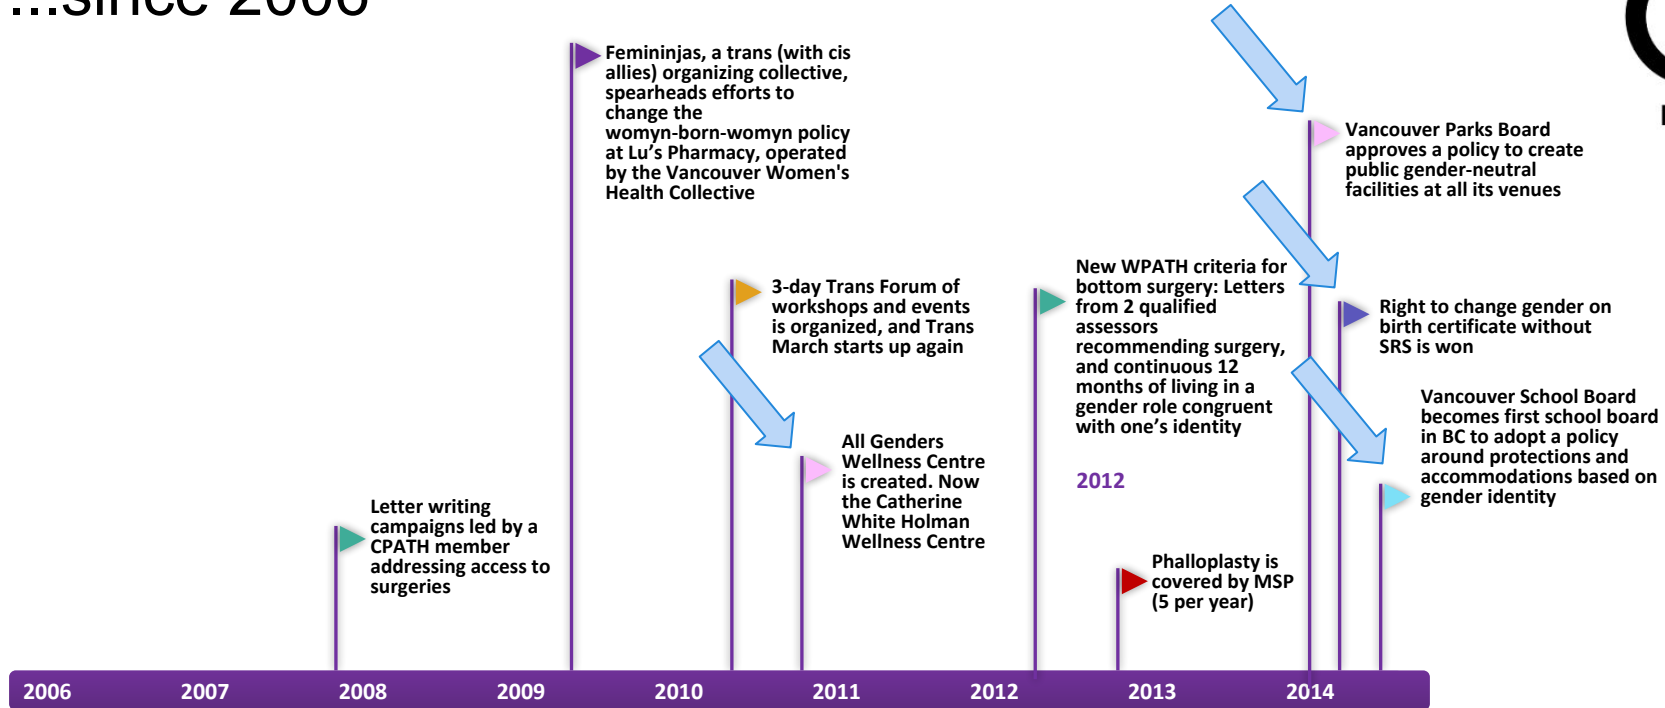 ...since 2006
Femininjas, a trans (with cis
allies) organizing collective,
spearheads efforts to
change the
womyn-born-womyn policy
at Lu’s Pharmacy, operated
by the Vancouver Women's
Health Collective
Vancouver Parks Board
approves a policy to create
public gender-neutral
facilities at all its venues
3-day Trans Forum of
workshops and events
is organized, and Trans
March starts up again
New WPATH criteria for
bottom surgery: Letters
from 2 qualified
assessors
recommending surgery,
and continuous 12
months of living in a
gender role congruent
with one’s identity
2012
Right to change gender on
birth certificate without
SRS is won
Vancouver School Board
becomes first school board
in BC to adopt a policy
around protections and
accommodations based on
gender identity
All Genders
Wellness Centre
is created. Now
the Catherine
White Holman
Wellness Centre
Letter writing
campaigns led by a
CPATH member
addressing access to
surgeries
Phalloplasty is
covered by MSP
(5 per year)
2006 2007 2008 2009 2010 2011 2012 2013 2014